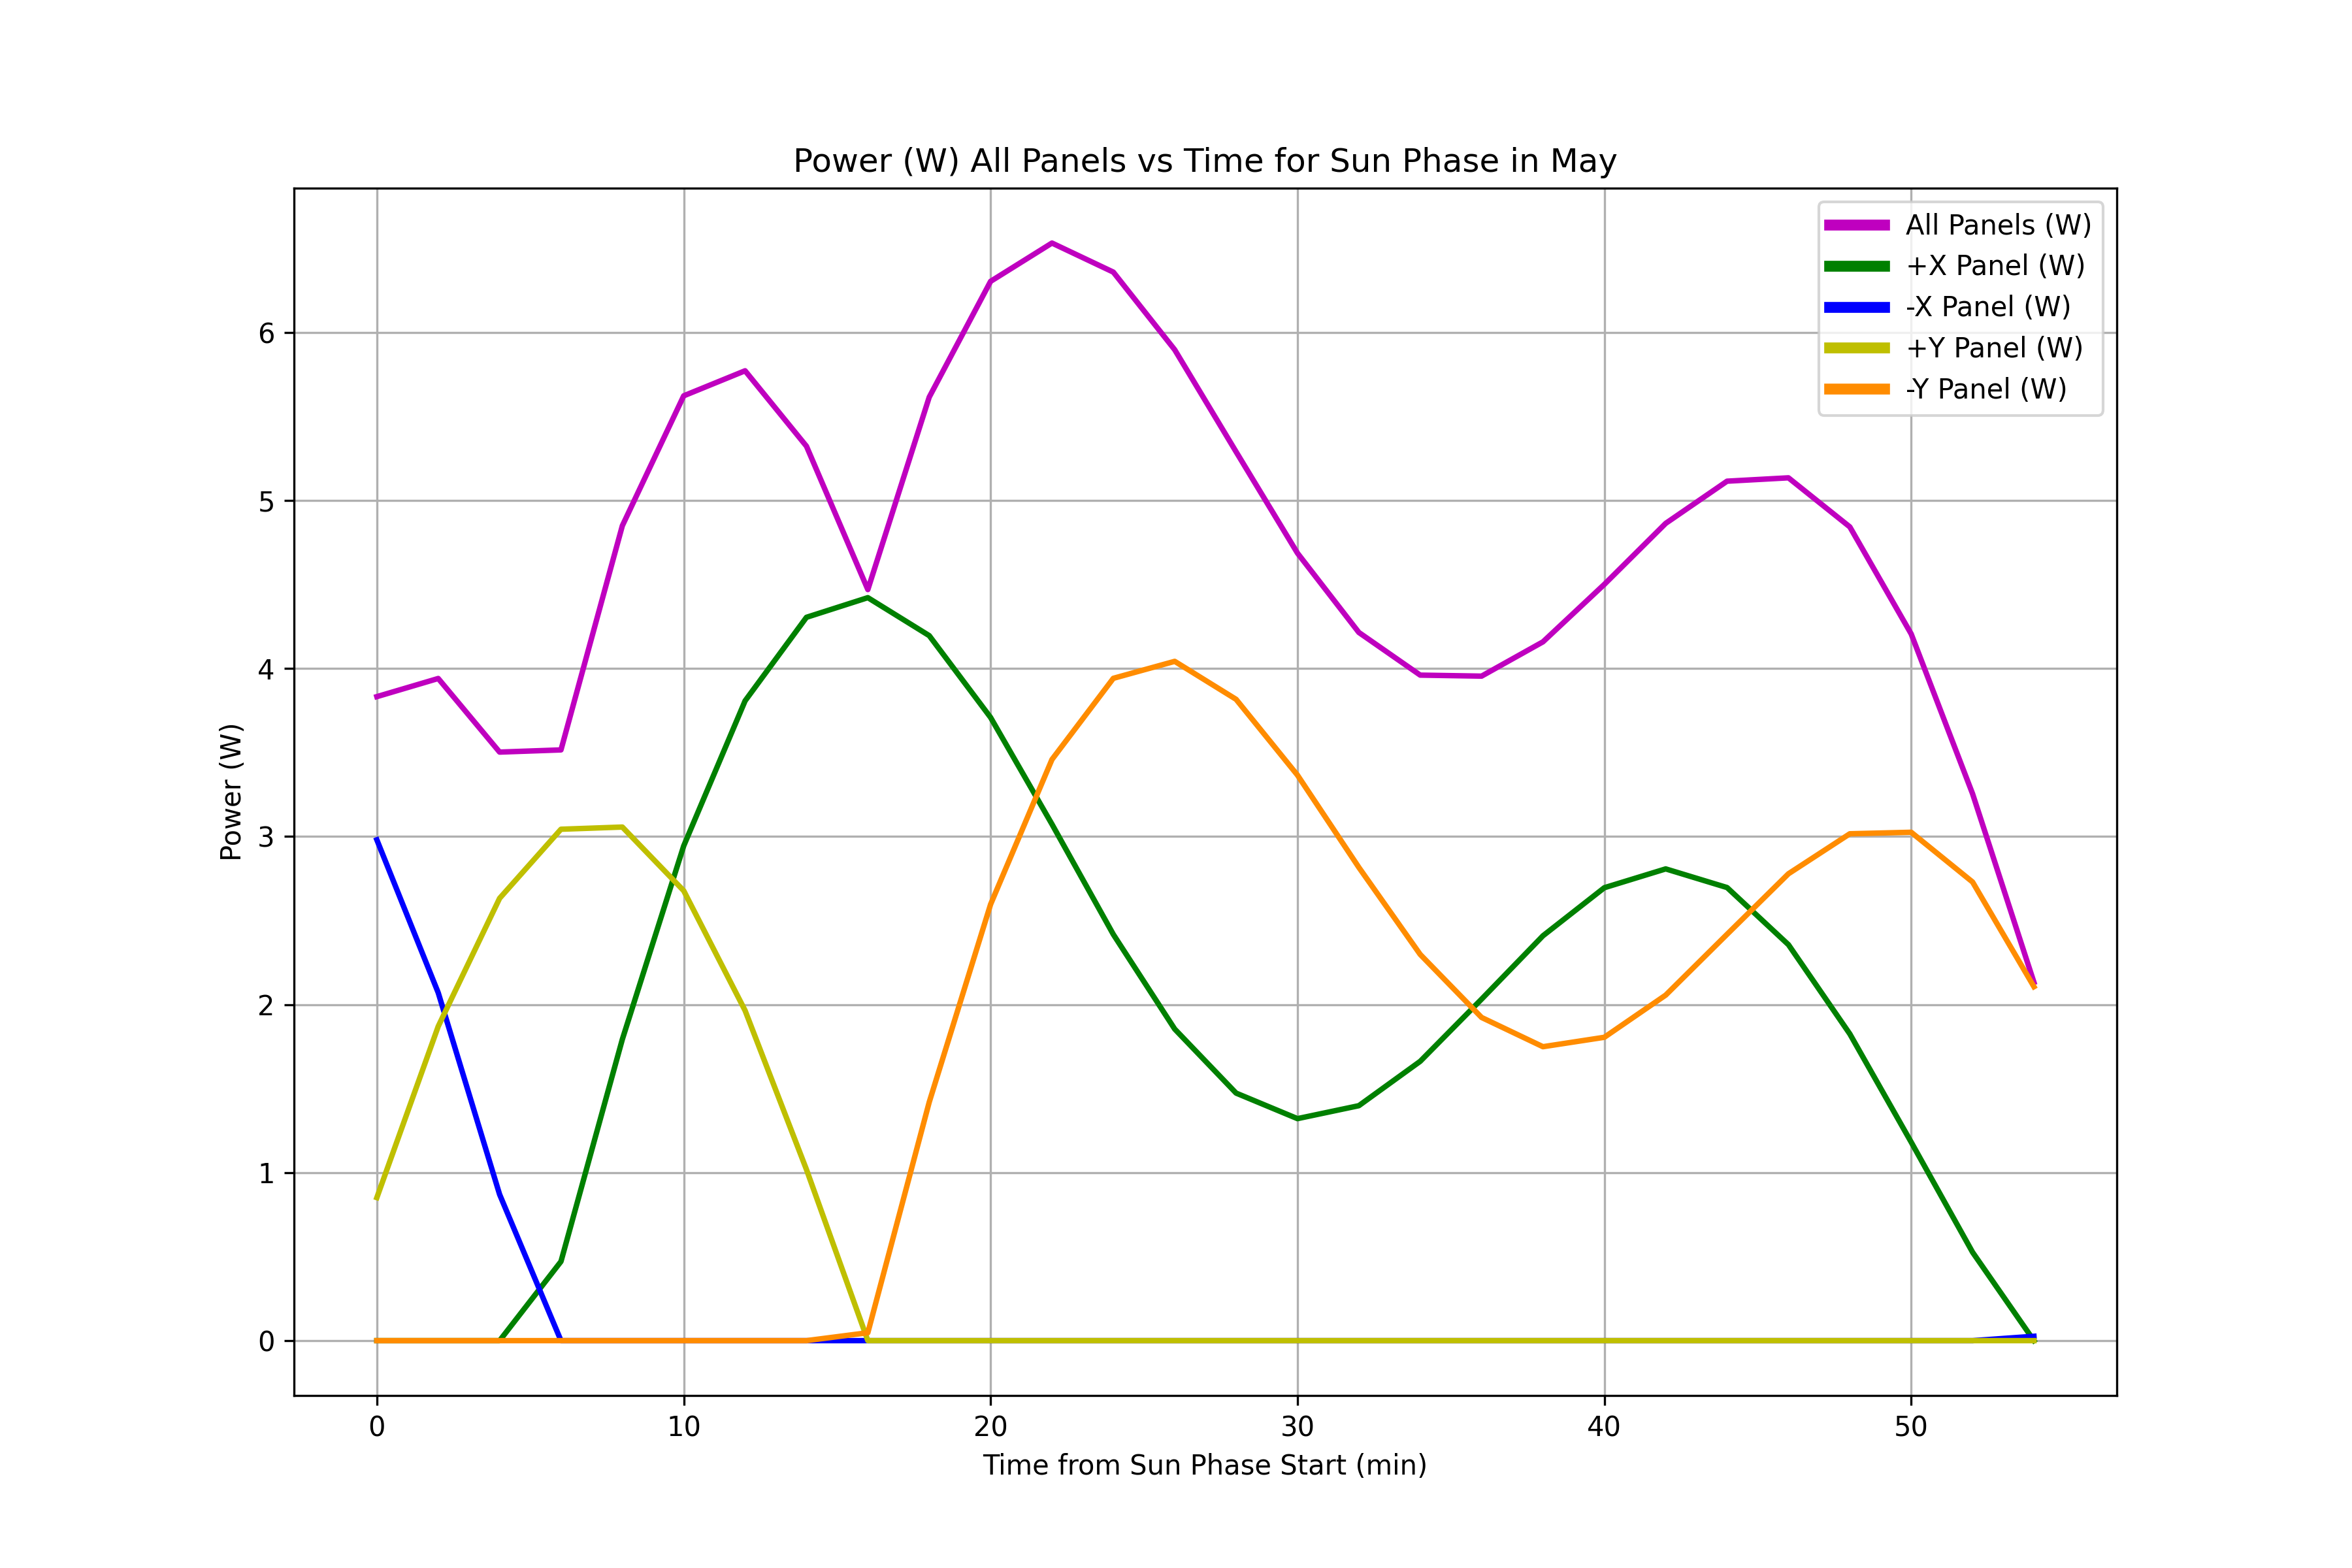 Power (W) All Panels vs Time for Sun Phase in May
All Panels (W)
+X Panel (W)
-X Panel (W)
+Y Panel (W)
-Y Panel (W)
Power (W)
6
5
4
3
2
1
0
0 10 20 30 40 50
Time from Sun Phase Start (min)